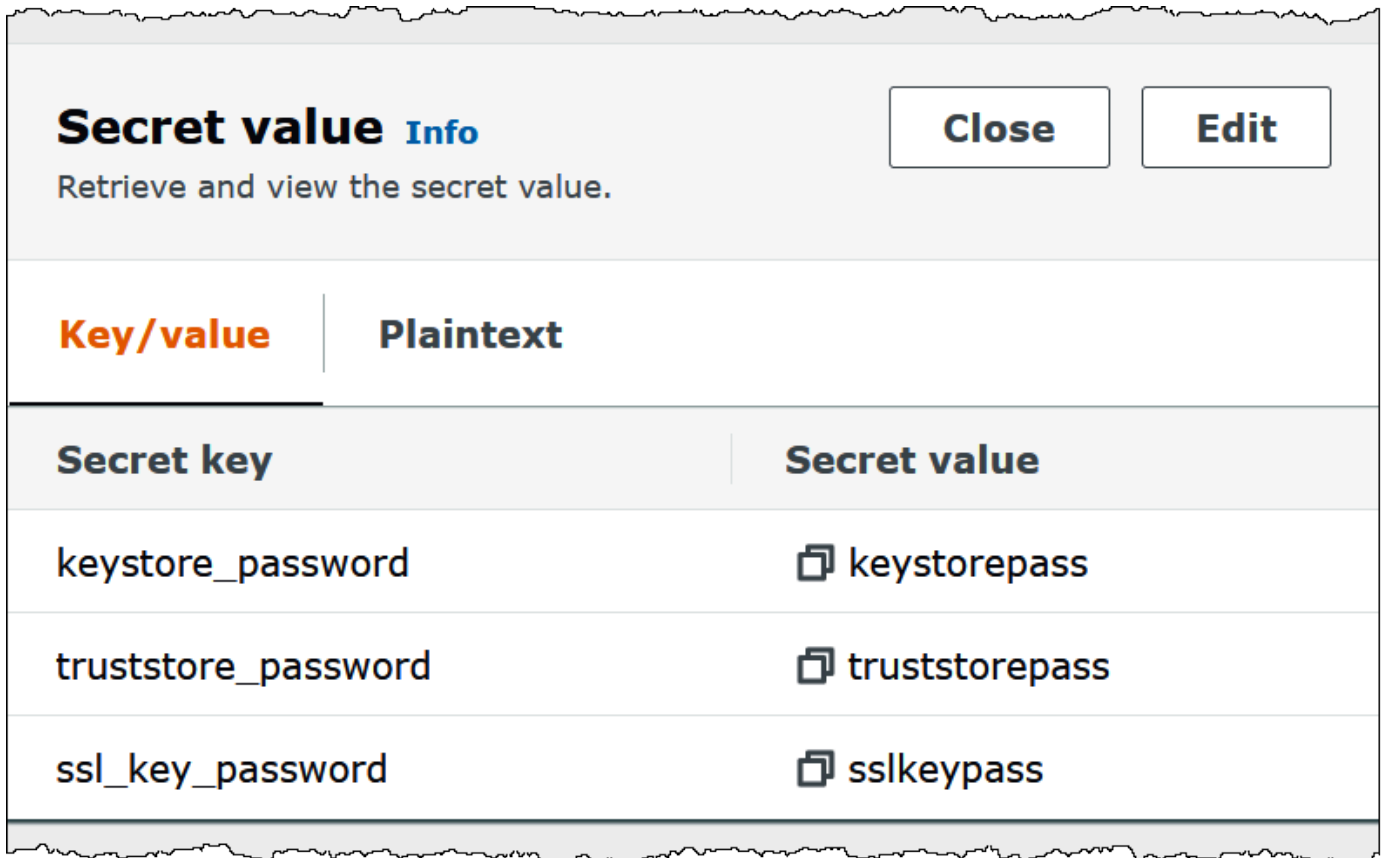 Secret value Info Close Edit
Retrieve and view the secret value.
Key/value Plaintext
Secret key Secret value
keystore_password keystorepass
truststore_password truststorepass
ssl_key_password sslkeypass